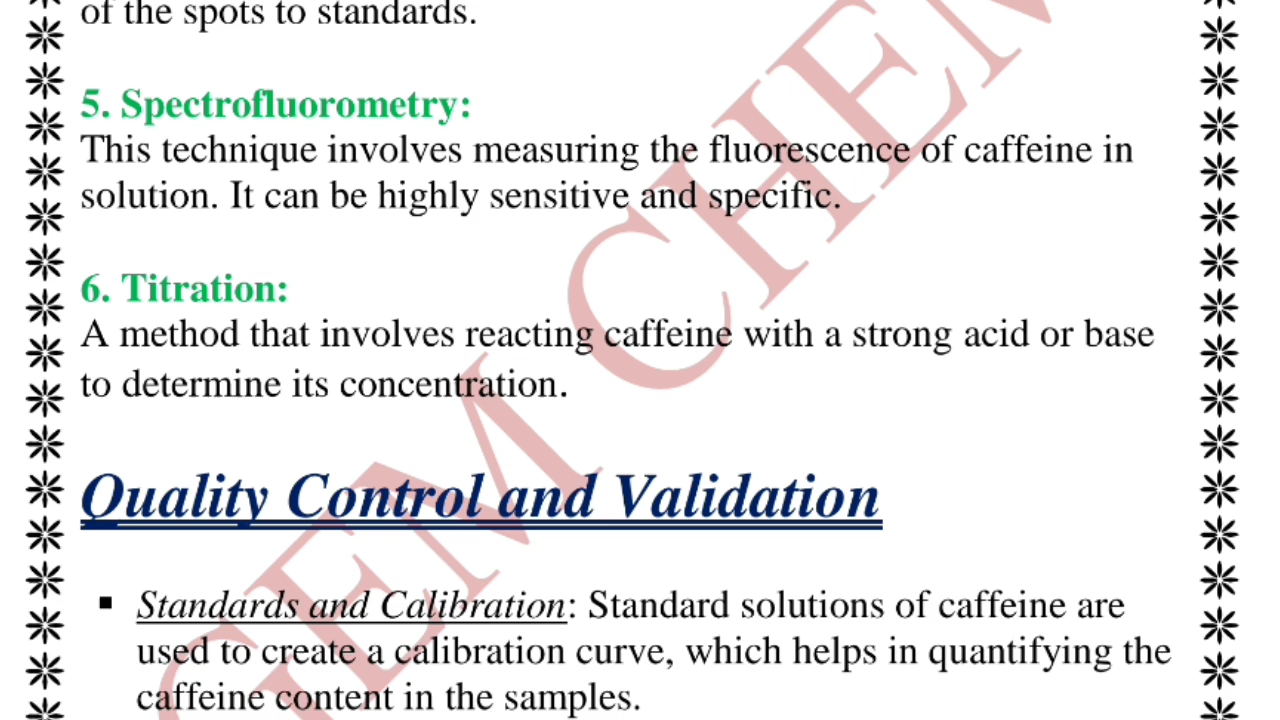 of the spots to standards.
5. Spectrofluorometry:
This technique involves measuring the fluorescence of caffeine in
solution. It can be highly sensitive and specific.
6. Titration:
A method that involves reacting caffeine with a strong acid or base
to determine its concentration.
Quality Control and Validation
▪ Standards and Calibration: Standard solutions of caffeine are
used to create a calibration curve, which helps in quantifying the
caffeine content in the samples.
GEM CHEM